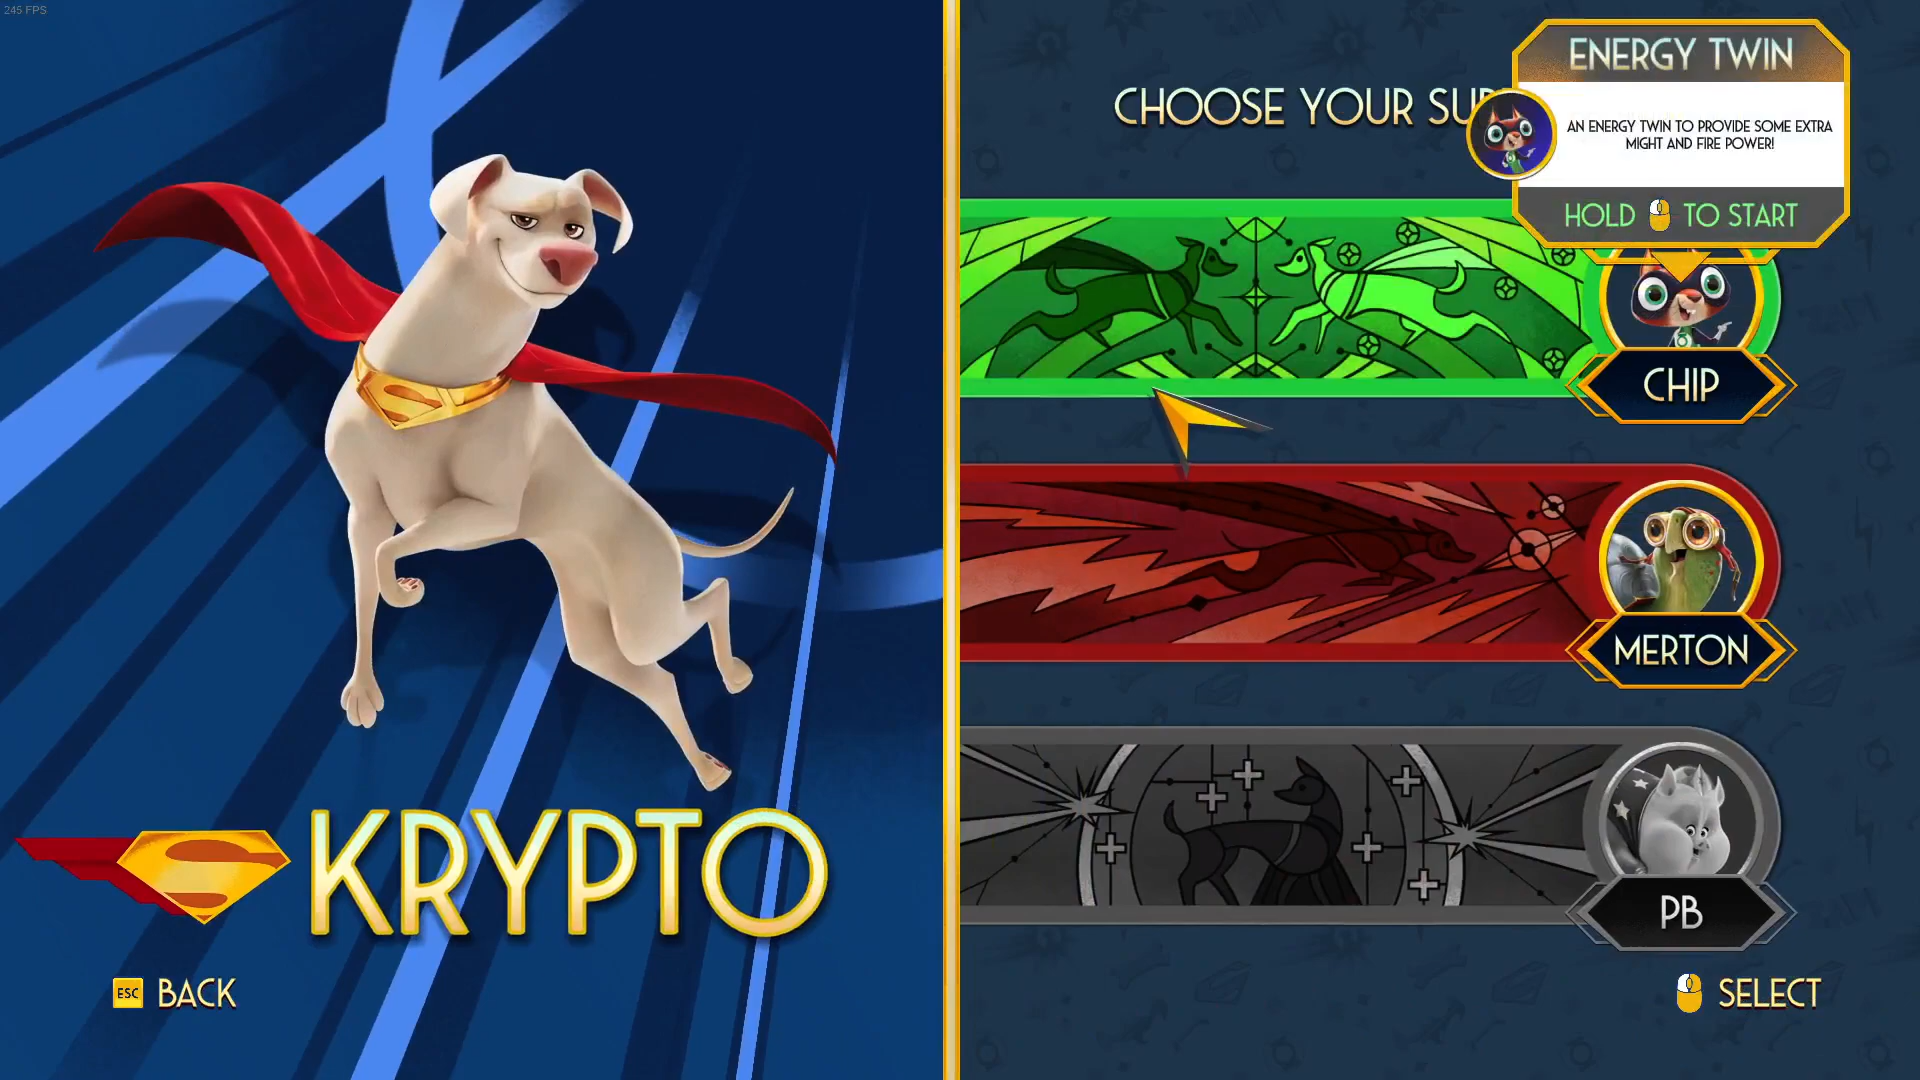 245 FPS
CHOOSE YOUR
ENERGY TWIN
AN ENERGY TWIN TO PROVIDE SOME EXTRA
MIGHT AND FIRE POWER!
HOLD TO START
CHIP
MERTON
PB
KRYPTO
ESC BACK
SELECT